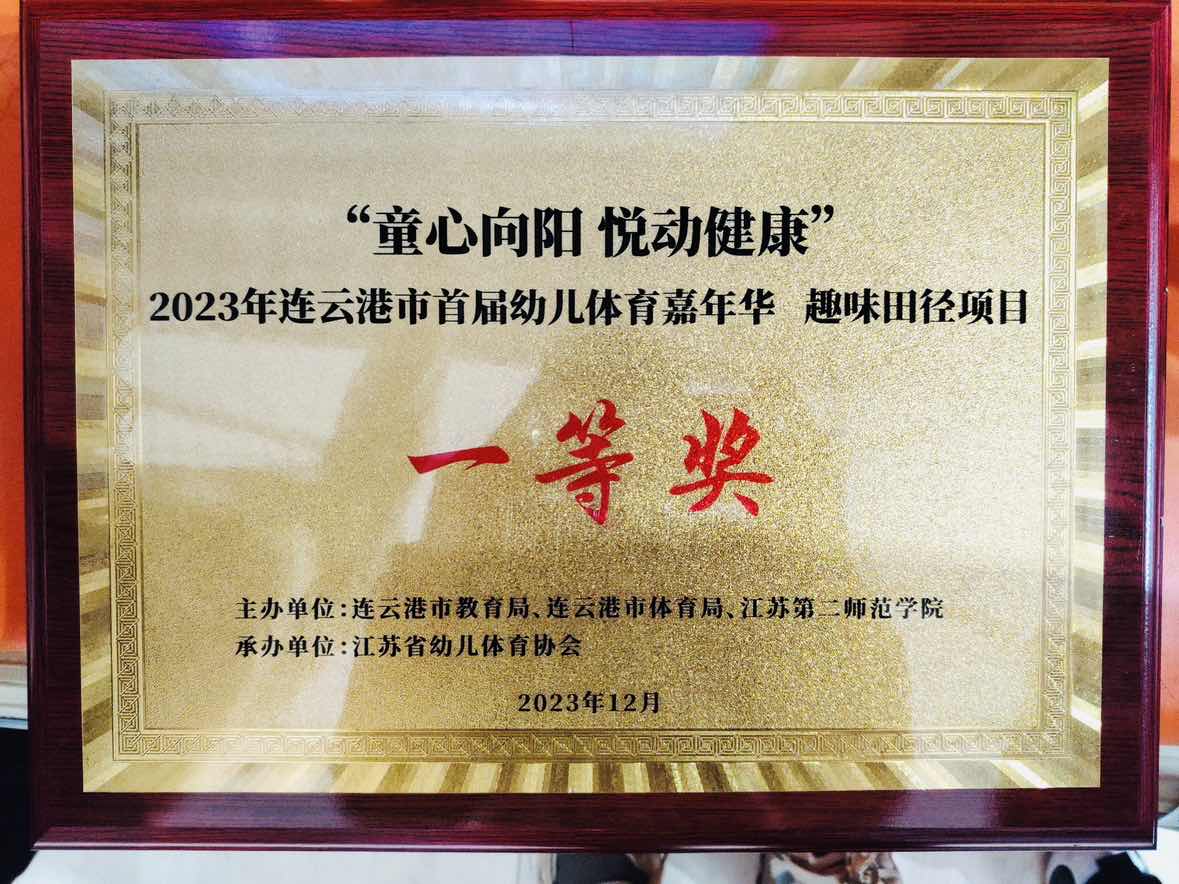 “童心向阳 悦动健康”
2023年连云港市首届幼儿体育嘉年华 趣味田径项目
一等奖
主办单位:连云港市教育局、连云港市体育局、江苏第二师范学院
承办单位:江苏省幼儿体育协会
2023年12月